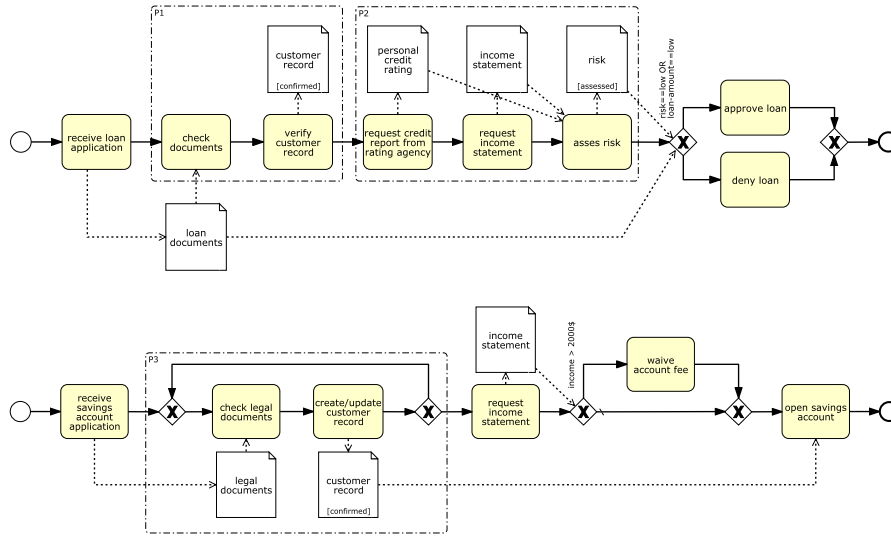 P1
P2
customer
record
[confirmed]
personal
credit
rating
income
statement
risk
[assessed]
risk==low OR
loan-amount==low
receive loan
application
check
documents
verify
customer
record
request credit
report from
rating agency
request
income
statement
asses risk
X
approve loan
deny loan
X
loan
documents
income
statement
income > 2000$
P3
waive
account fee
receive
savings
account
application
X
check legal
documents
create/update
customer
record
X
request
income
statement
X
X
open savings
account
legal
documents
customer
record
[confirmed]